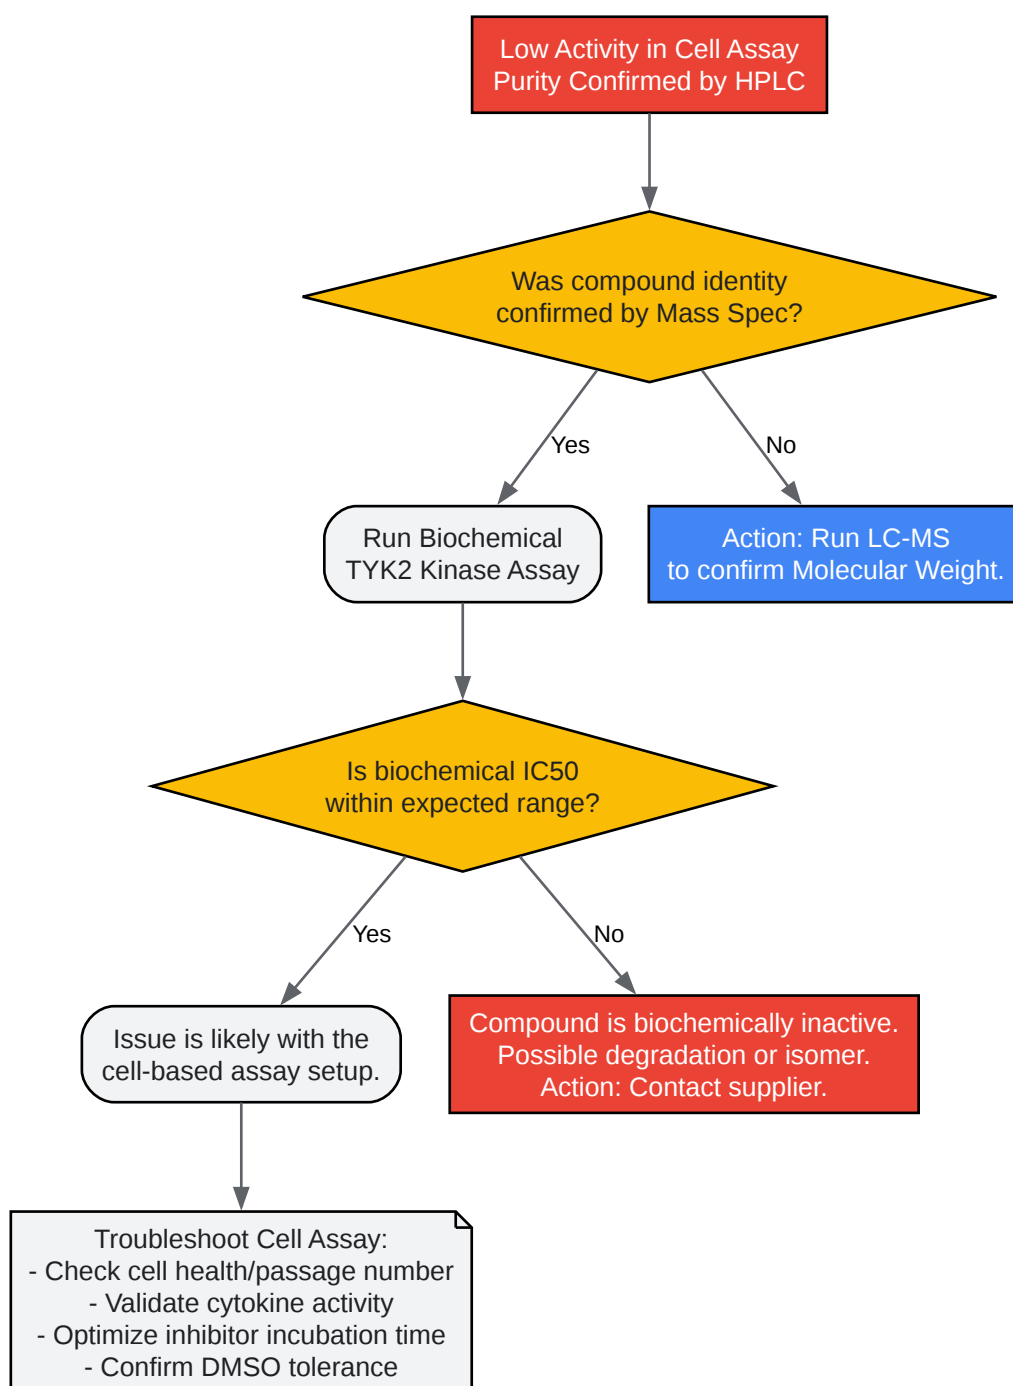 Low Activity in Cell Assay
Purity Confirmed by HPLC
Was compound identity
confirmed by Mass Spec?
Yes
No
Run Biochemical
TYK2 Kinase Assay
Action: Run LC-MS
to confirm Molecular Weight.
Is biochemical IC50
within expected range?
Yes
No
Issue is likely with the
cell-based assay setup.
Compound is biochemically inactive.
Possible degradation or isomer.
Action: Contact supplier.
Troubleshoot Cell Assay:
- Check cell health/passage number
- Validate cytokine activity
- Optimize inhibitor incubation time
- Confirm DMSO tolerance